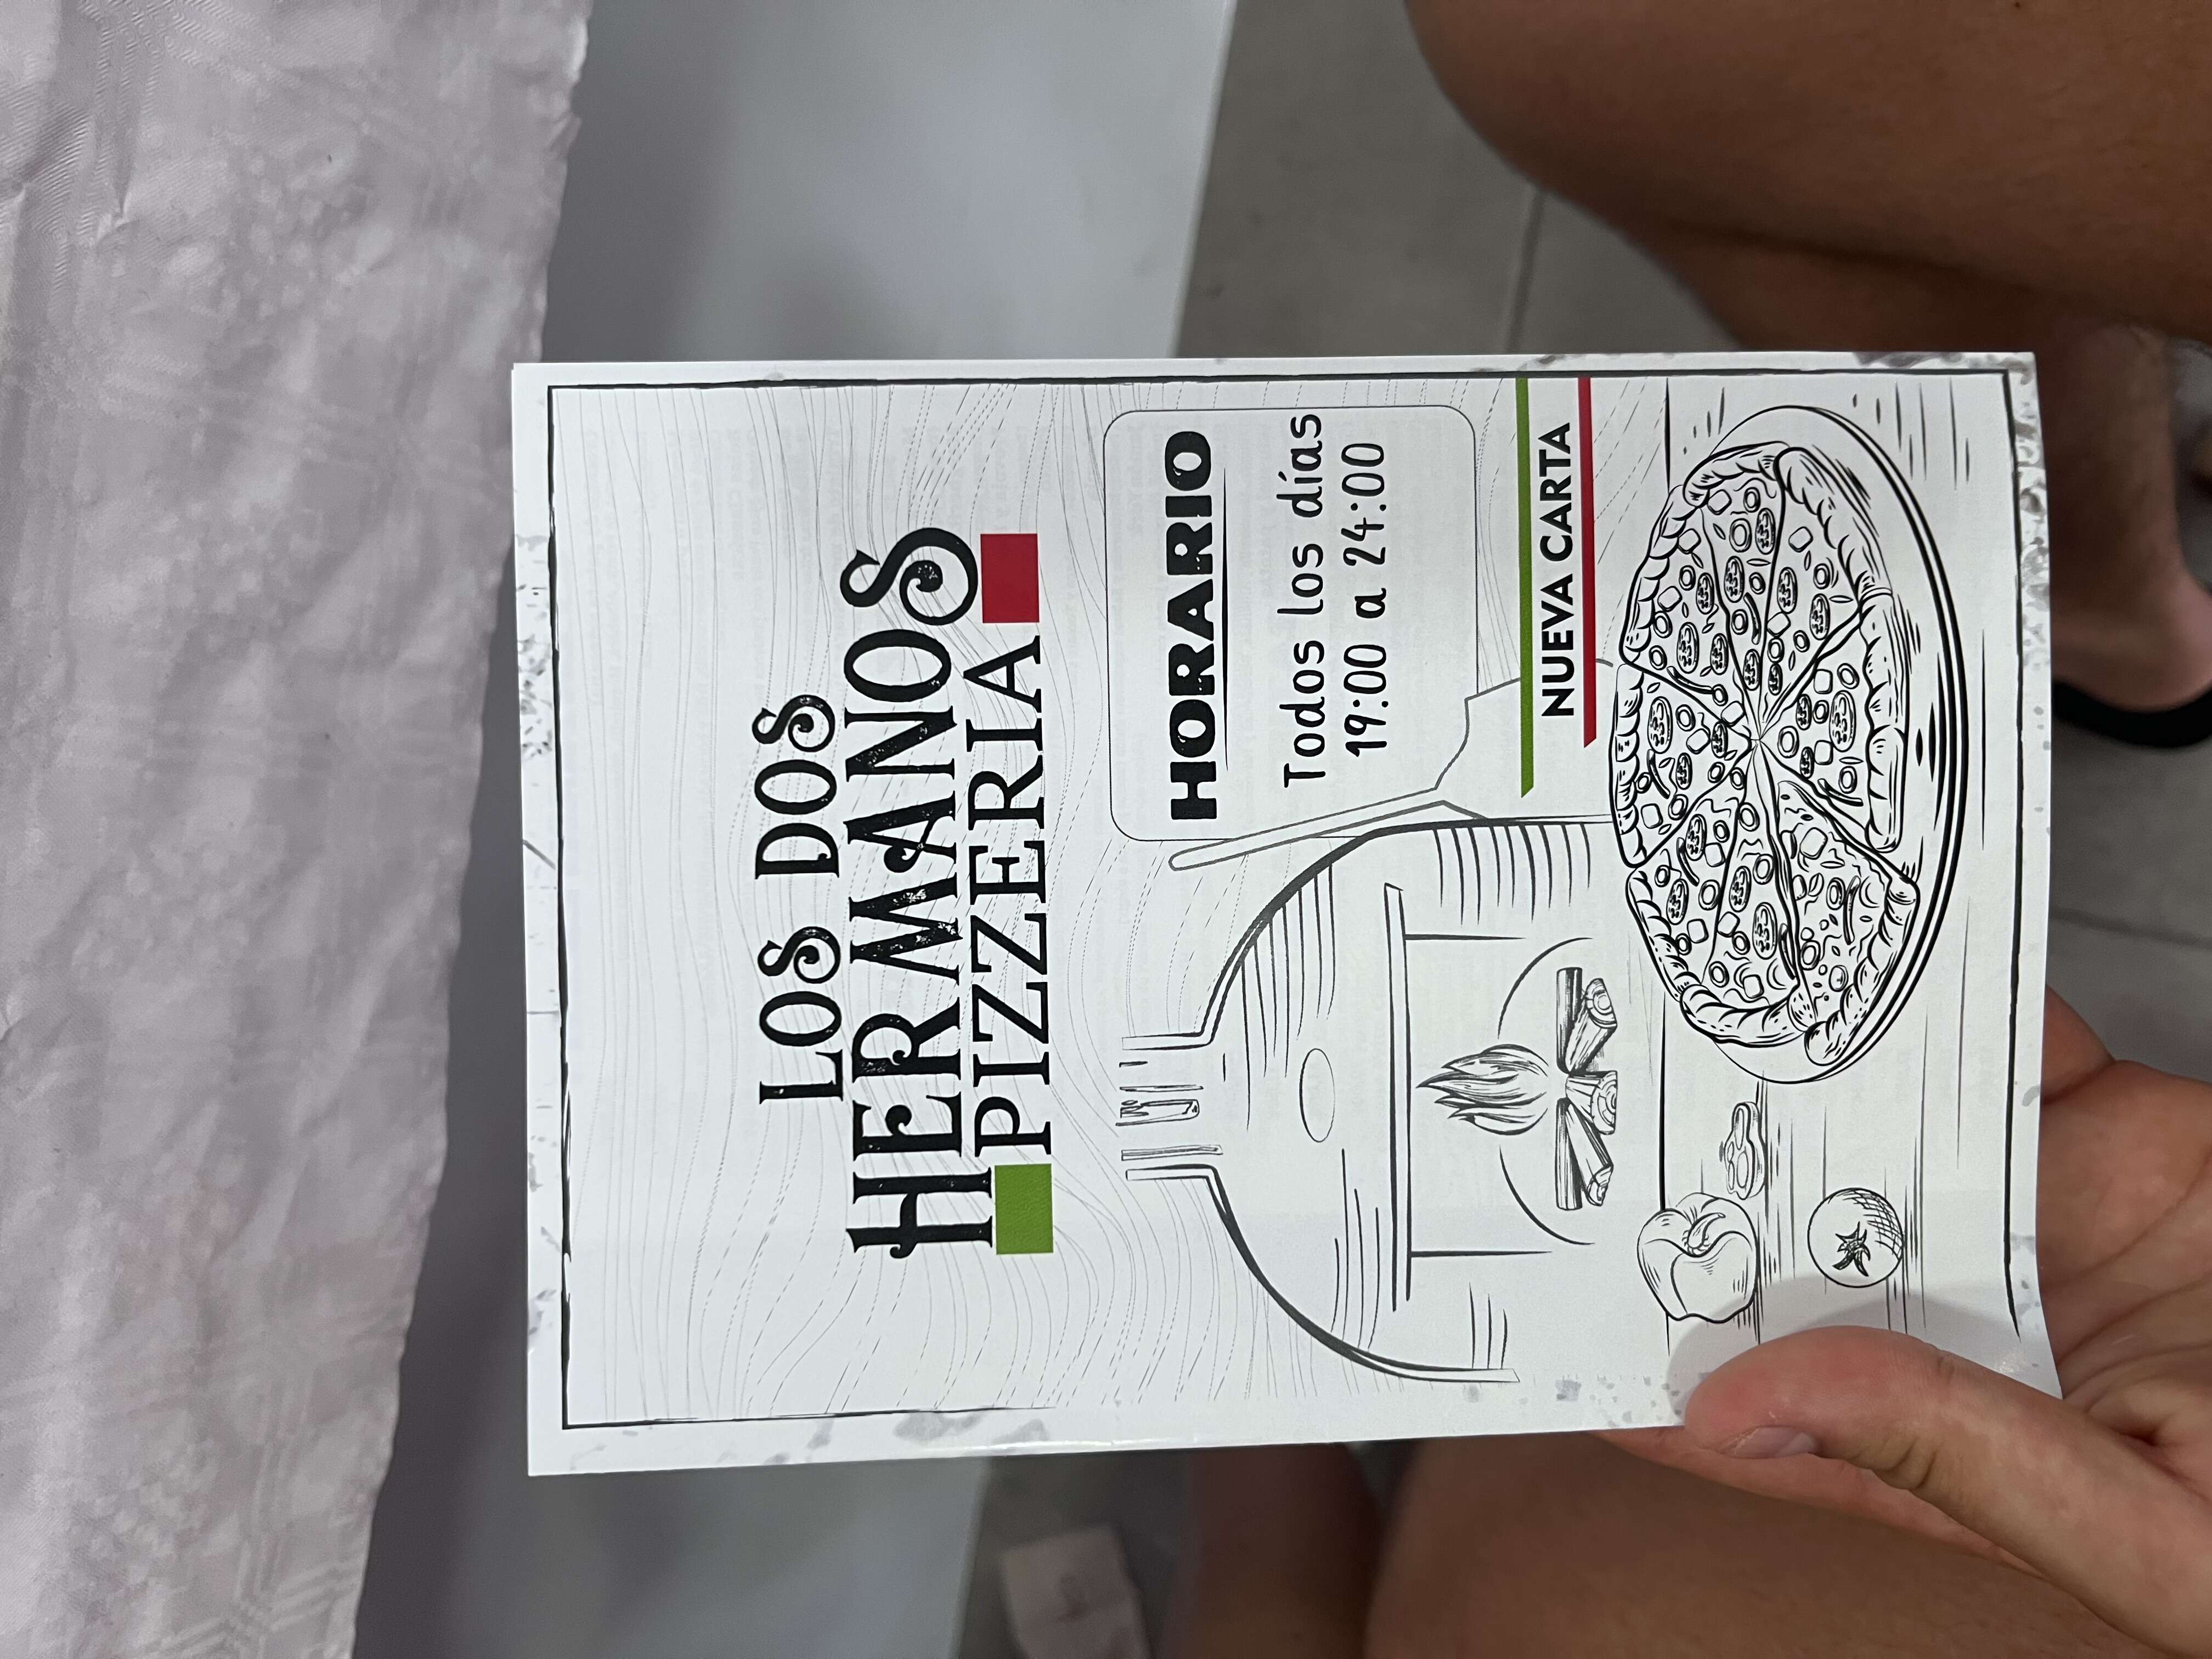 LOS DOS
HERMANOS
PIZZERIA
HORARIO
Todos los días
19:00 a 24:00
NUEVA CARTA